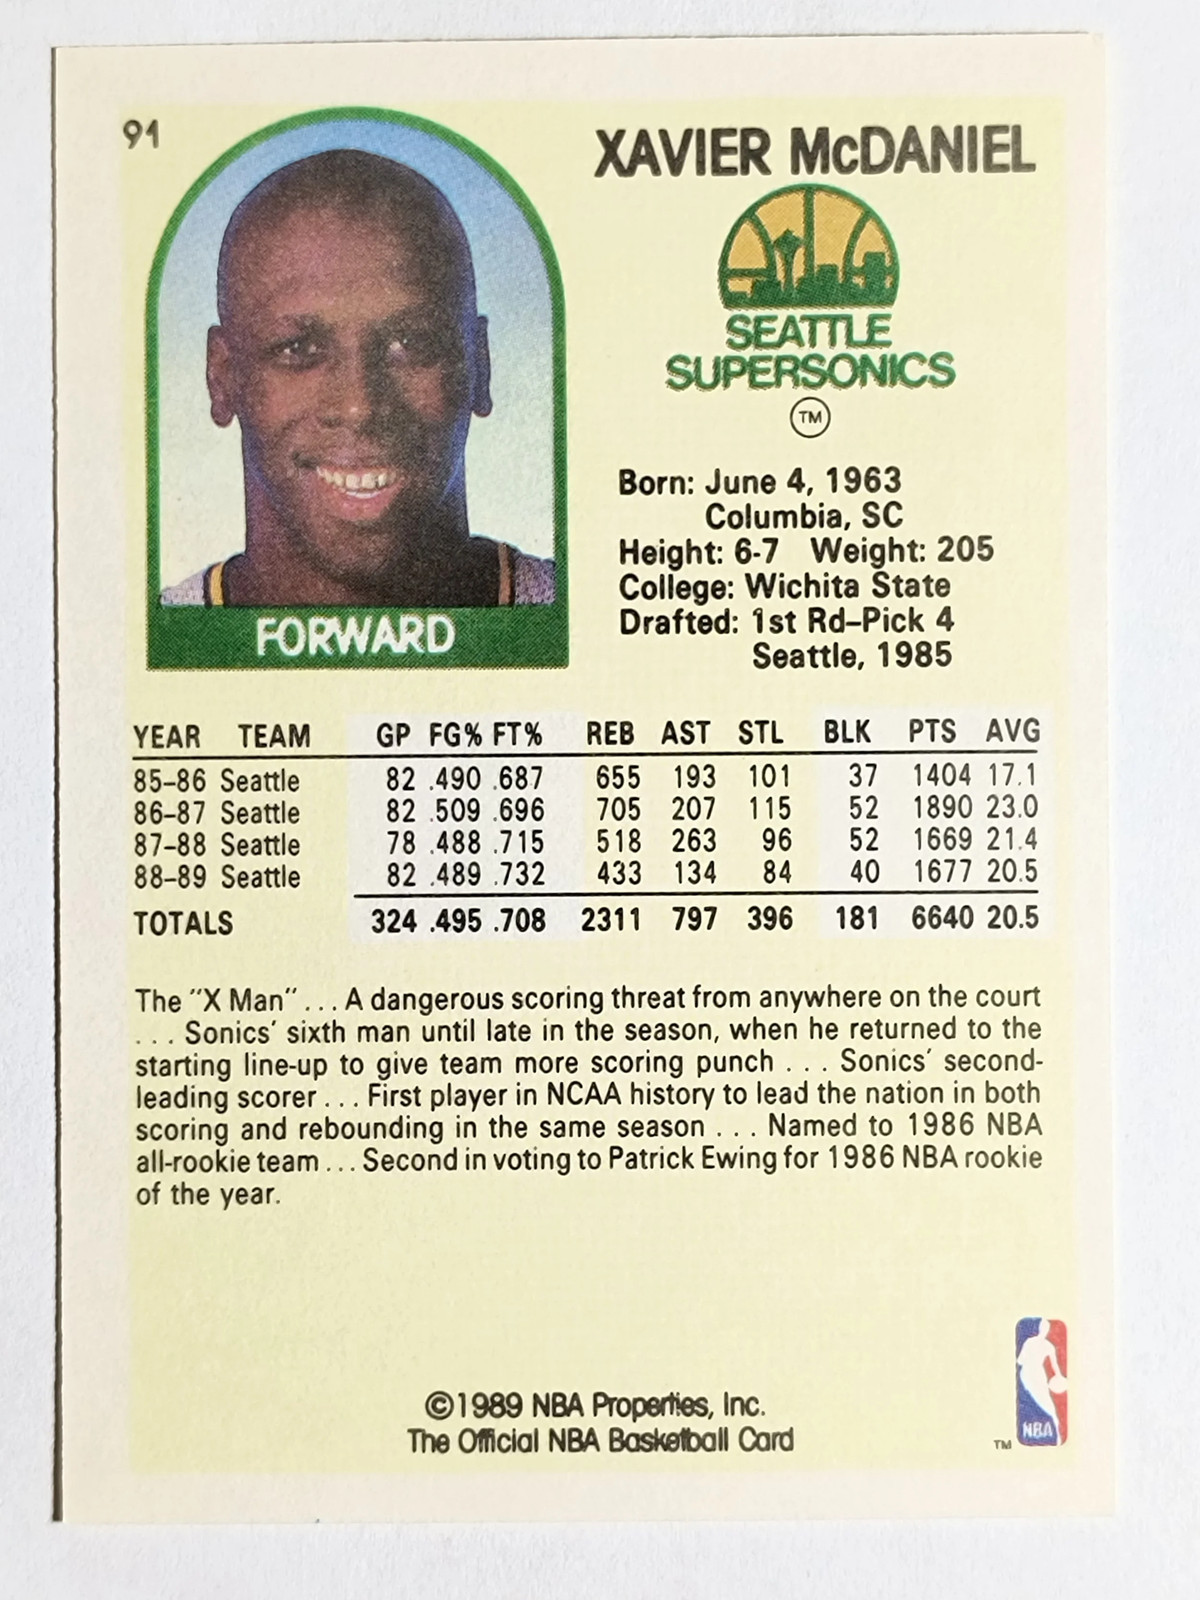 91
XAVIER McDANIEL
SEATTLE
SUPERSONICS
TM
Born: June 4, 1963
Columbia, SC
Height: 6-7 Weight: 205
College: Wichita State
Drafted: 1st Rd–Pick 4
Seattle, 1985
FORWARD
YEAR TEAM GP FG% FT% REB AST STL BLK PTS AVG
85–86 Seattle 82 .490 .687 655 193 101 37 1404 17.1
86–87 Seattle 82 .509 .696 705 207 115 52 1890 23.0
87–88 Seattle 78 .488 .715 518 263 96 52 1669 21.4
88–89 Seattle 82 .489 .732 433 134 84 40 1677 20.5
TOTALS 324 .495 .708 2311 797 396 181 6640 20.5
The "X Man" . . . A dangerous scoring threat from anywhere on the court
. . . Sonics' sixth man until late in the season, when he returned to the
starting line-up to give team more scoring punch . . . Sonics' second-
leading scorer . . . First player in NCAA history to lead the nation in both
scoring and rebounding in the same season . . . Named to 1986 NBA
all-rookie team . . . Second in voting to Patrick Ewing for 1986 NBA rookie
of the year.
©1989 NBA Properties, Inc.
The Official NBA Basketball Card
TM NBA